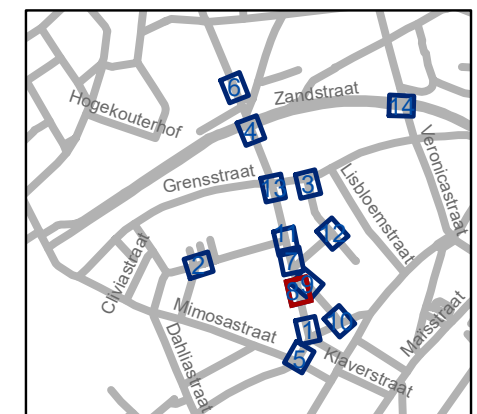 6
Hogekouterhof
Zandstraat
14
4
Veronicastraat
Grensstraat
13
3
Lisbloemstraat
12
11
7
2
Cliviastraat
Mimosastraat
10
1
Maisstraat
5
Klaverstraat
Dahliastraat